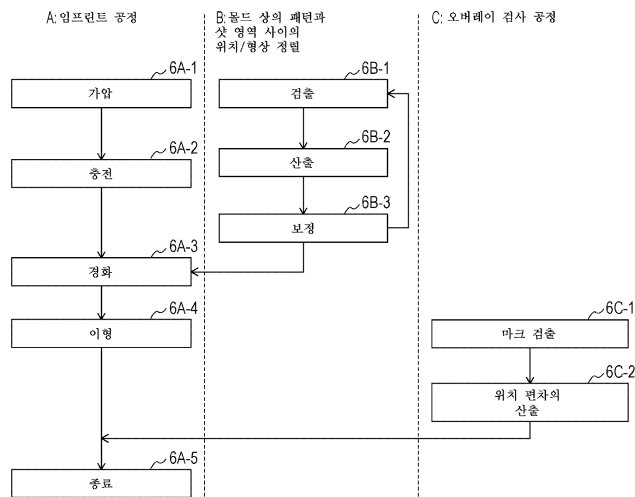 A: 임프린트 공정
B: 몰드 상의 패턴과
샷 영역 사이의
위치/형상 정렬
C: 오버레이 검사 공정
6A-1
가압
6A-2
충전
6A-3
경화
6A-4
이형
6A-5
종료
6B-1
검출
6B-2
산출
6B-3
보정
6C-1
마크 검출
6C-2
위치 편차의
산출